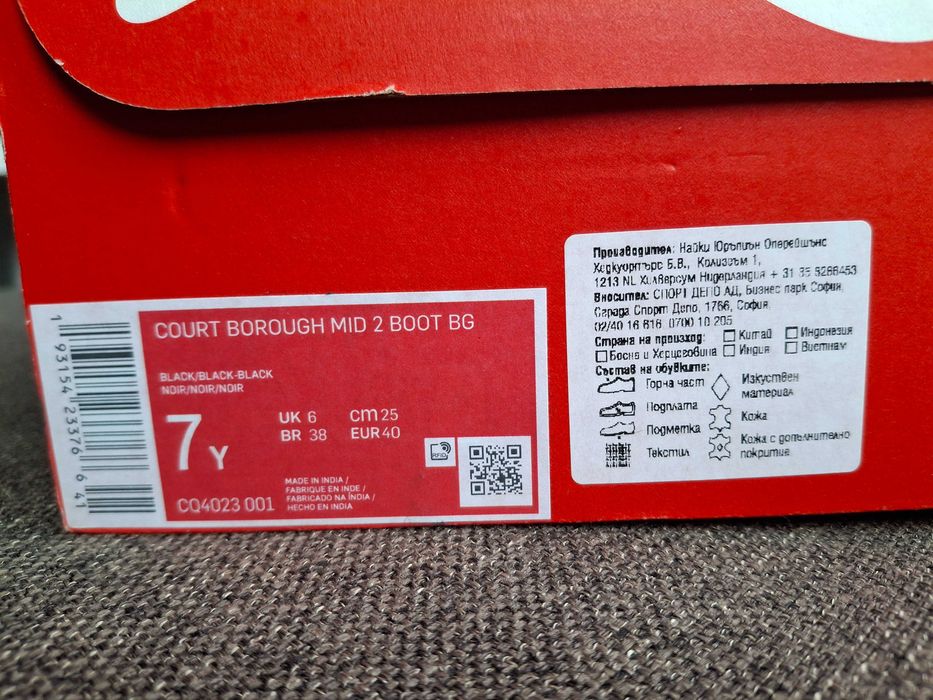 COURT BOROUGH MID 2 BOOT BG
BLACK/BLACK-BLACK
NOIR/NOIR/NOIR
7Y
UK 6 CM 25
BR 38 EUR 40
RFID
MADE IN INDIA /
FABRIQUE EN INDE /
FABRICADO NA ÍNDIA /
HECHO EN INDIA
CQ4023 001
1 93154 23376 6 41
Производител: Найки Юръпиън Оперейшънс
Хедкуортърс Б.В., Колизеъм 1,
1213 NL Хилверсум Нидерландия + 31 35 6266453
Вносител: СПОРТ ДЕПО АД, Бизнес парк София,
Сграда Спорт Депо, 1766, София,
02/40 16 816, 0700 10 205
Страна на произход: Китай Индонезия
Босна и Херцеговина Индия Виетнам
Състав на обувките:
Горна част Изкуствен
материал
Подплата Кожа
Подметка Кожа с допълнително
покритие
Текстил